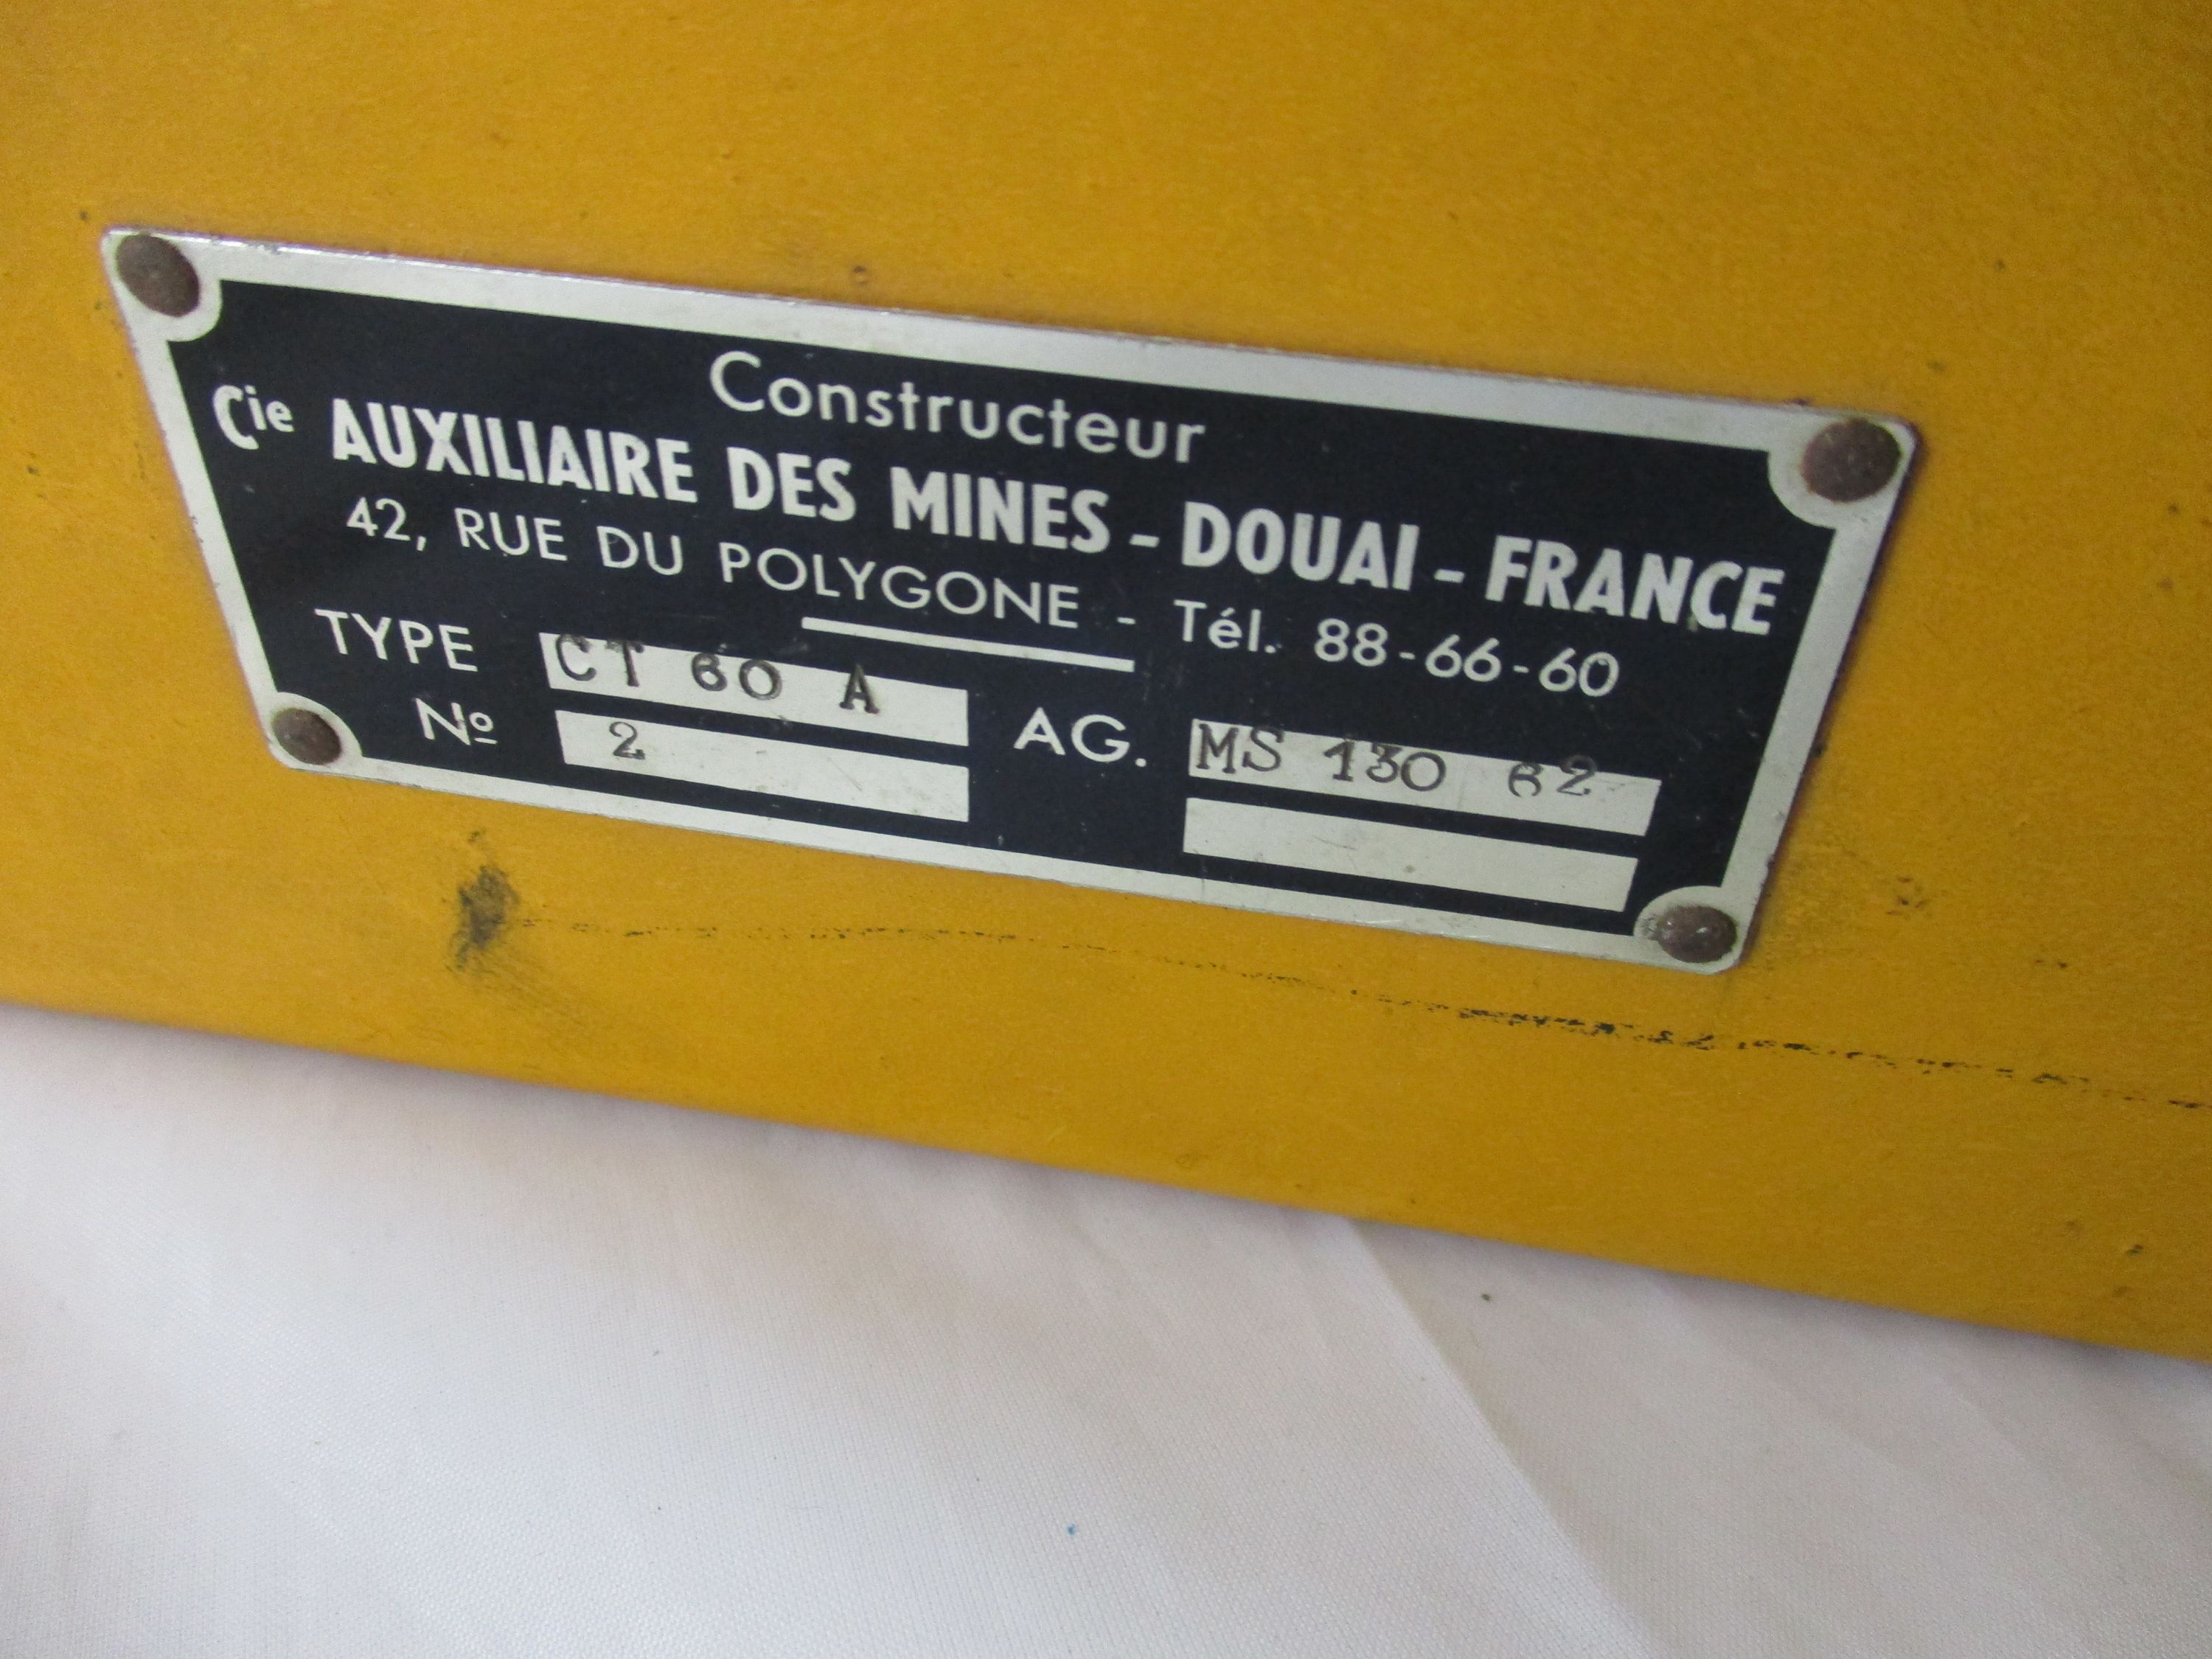 Constructeur
Cie AUXILIAIRE DES MINES - DOUAI - FRANCE
42, RUE DU POLYGONE - Tél. 88-66-60
TYPE CT 60 A
No 2 AG. MS 130 62